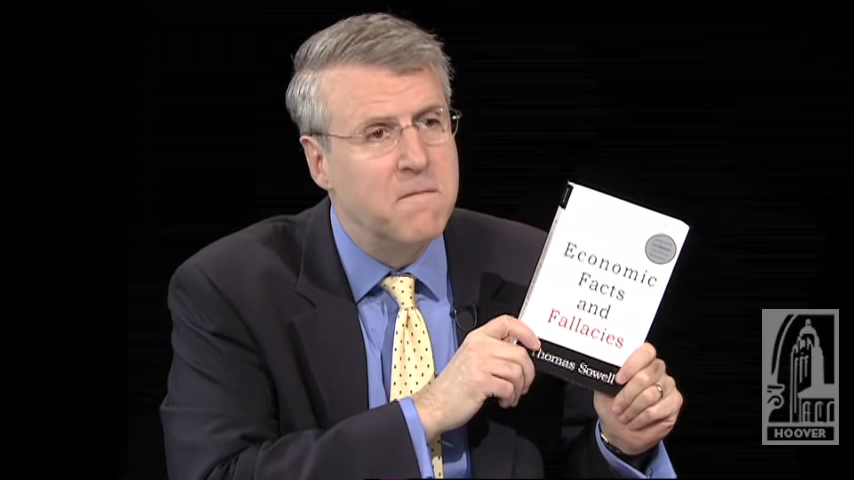 Economic
Facts
and
Fallacies
Thomas Sowell
HOOVER